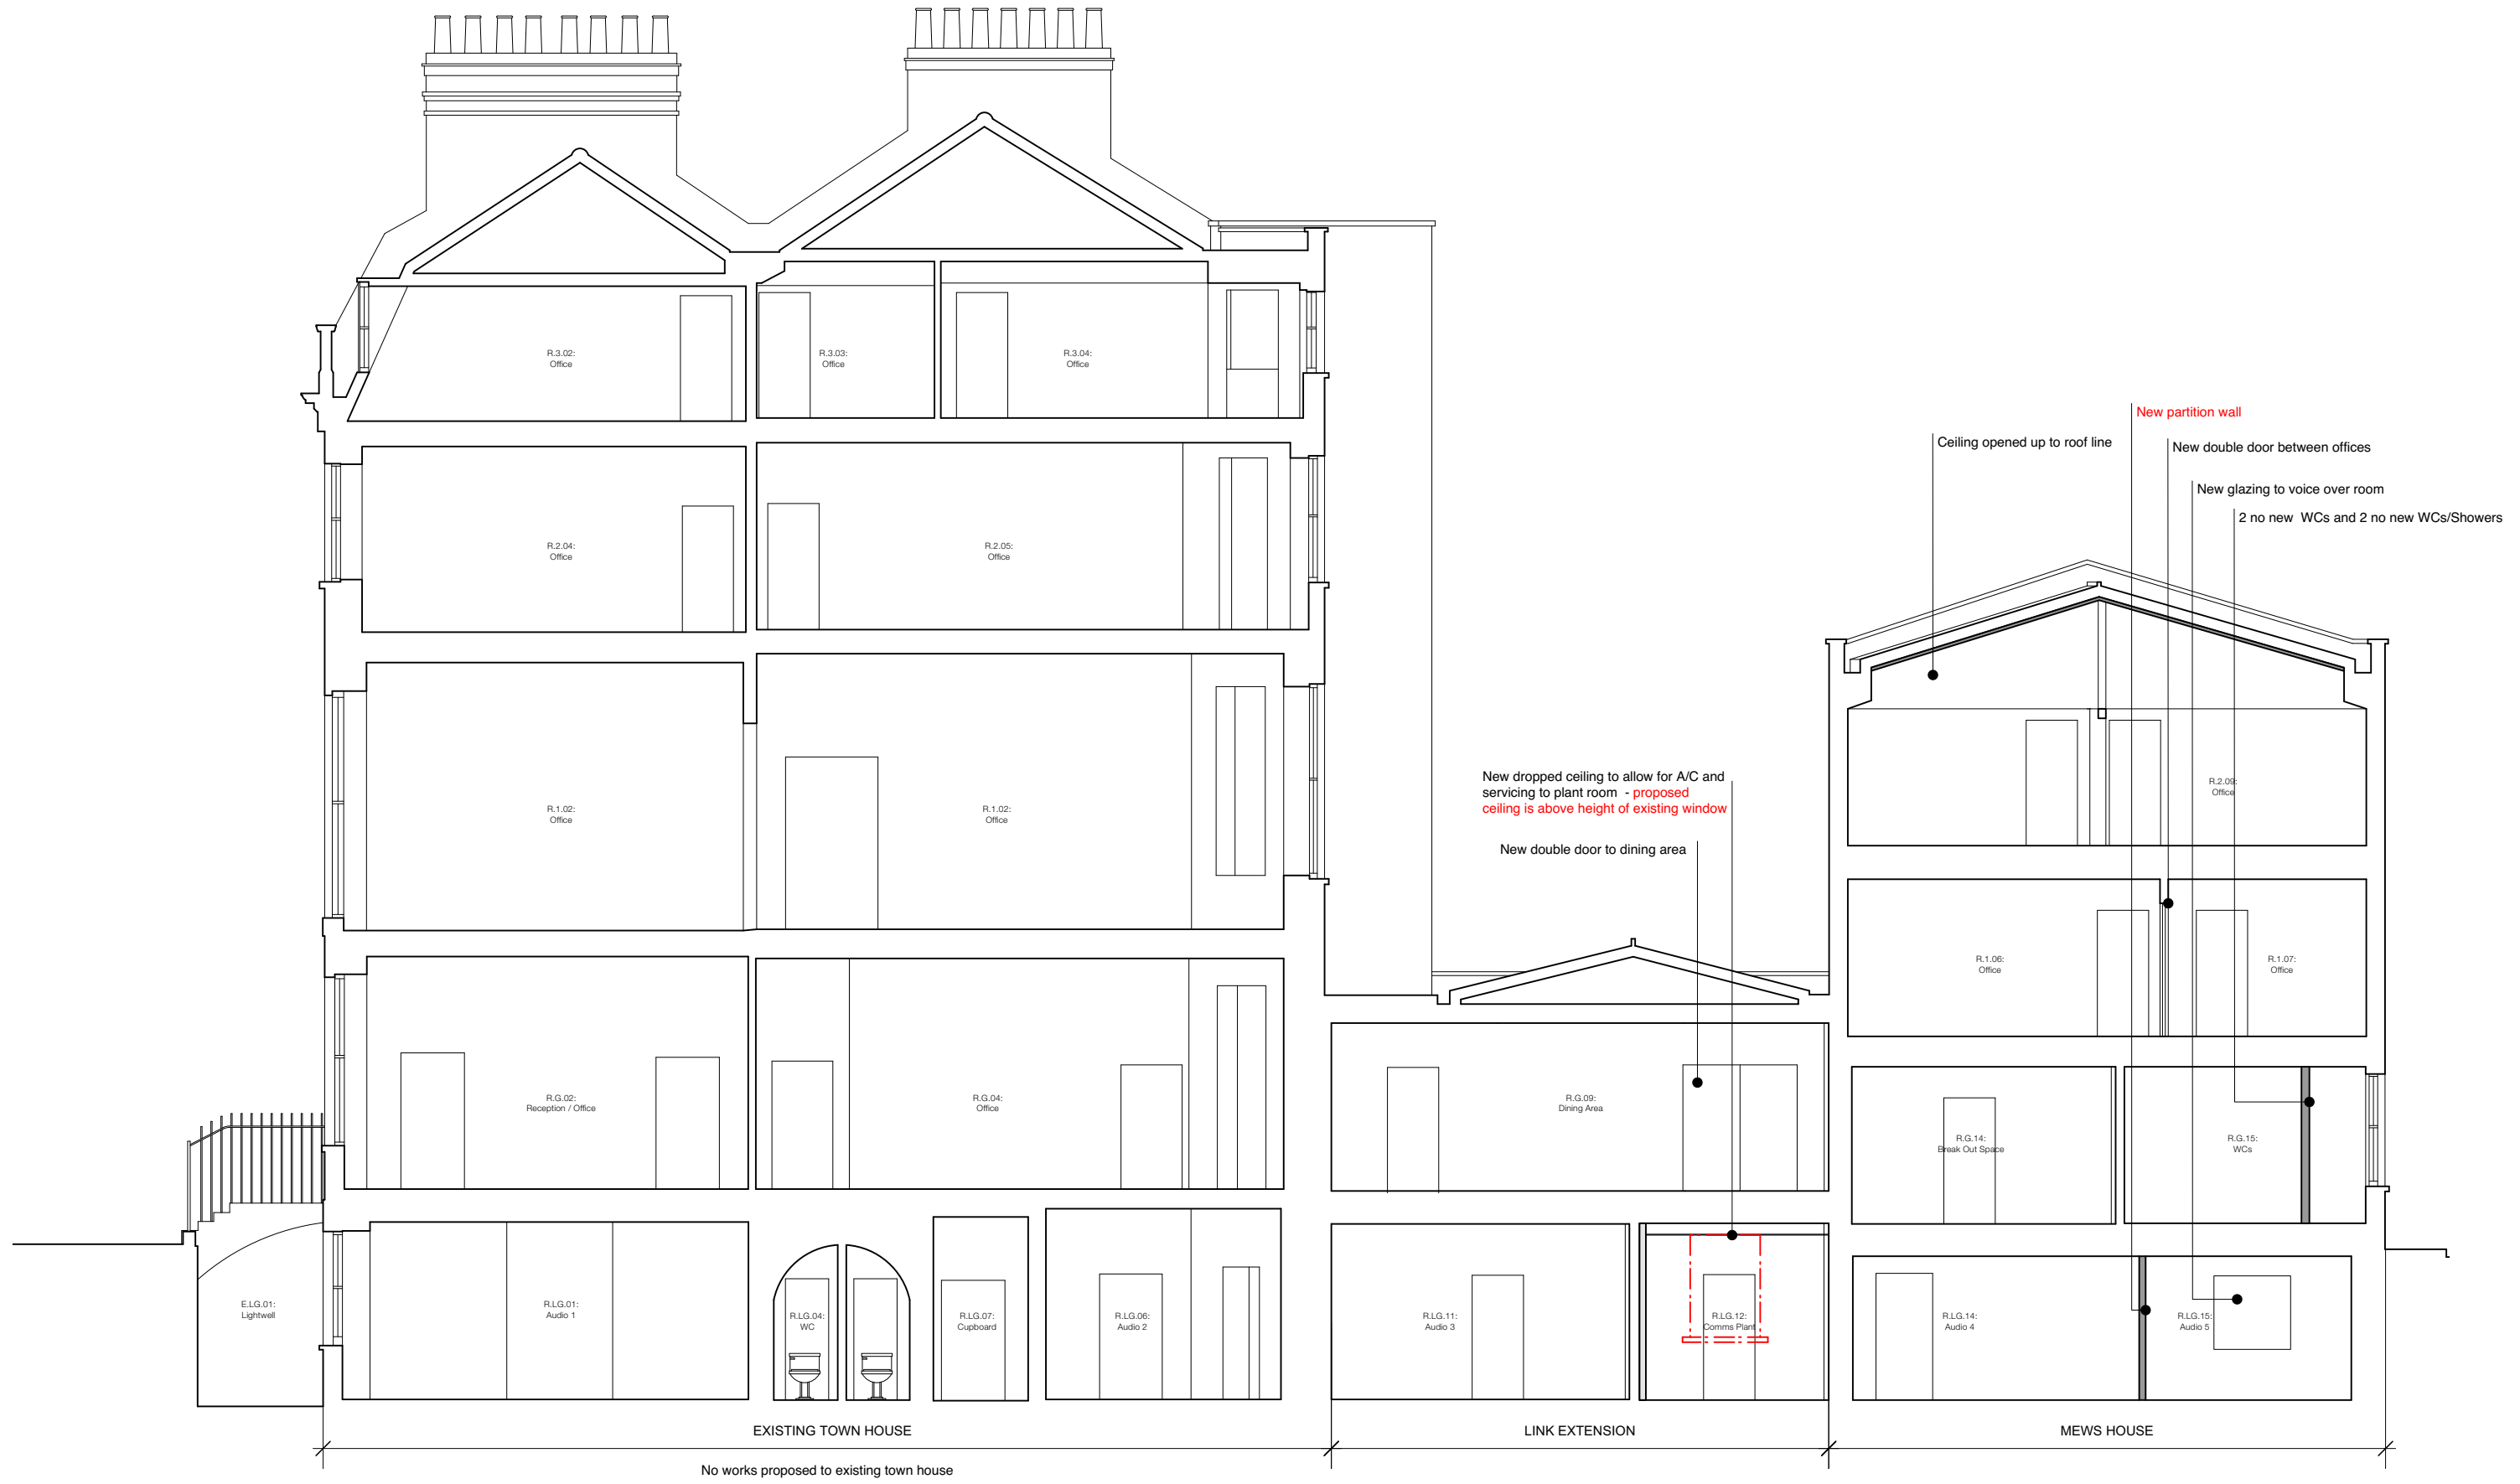 New partition wall
Ceiling opened up to roof line
New double door between offices
New glazing to voice over room
2 no new  WCs and 2 no new WCs/Showers
R.3.02:
Office
R.3.03:
Office
R.3.04:
Office
R.2.04:
Office
R.2.05:
Office
New dropped ceiling to allow for A/C and
servicing to plant room  - proposed
ceiling is above height of existing window
New double door to dining area
R.1.02:
Office
R.1.02:
Office
R.2.09:
Office
R.1.06:
Office
R.1.07:
Office
R.G.02:
Reception / Office
R.G.04:
Office
R.G.09:
Dining Area
R.G.14:
Break Out Space
R.G.15:
WCs
E.LG.01:
Lightwell
R.LG.01:
Audio 1
R.LG.04:
WC
R.LG.07:
Cupboard
R.LG.06:
Audio 2
R.LG.11:
Audio 3
R.LG.12:
Comms Plant
R.LG.14:
Audio 4
R.LG.15:
Audio 5
EXISTING TOWN HOUSE
LINK EXTENSION
MEWS HOUSE
No works proposed to existing town house